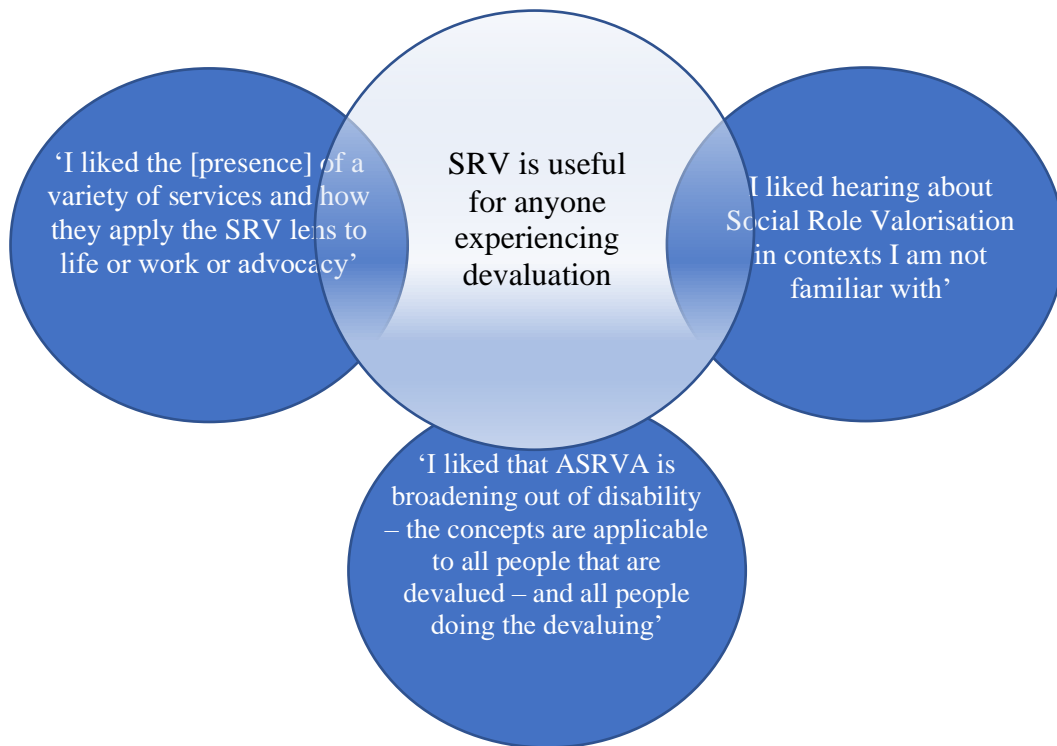 ‘I liked the [presence] of a
variety of services and how
they apply the SRV lens to
life or work or advocacy’
SRV is useful
for anyone
experiencing
devaluation
I liked hearing about
Social Role Valorisation
in contexts I am not
familiar with’
‘I liked that ASRVA is
broadening out of disability
– the concepts are applicable
to all people that are
devalued – and all people
doing the devaluing’